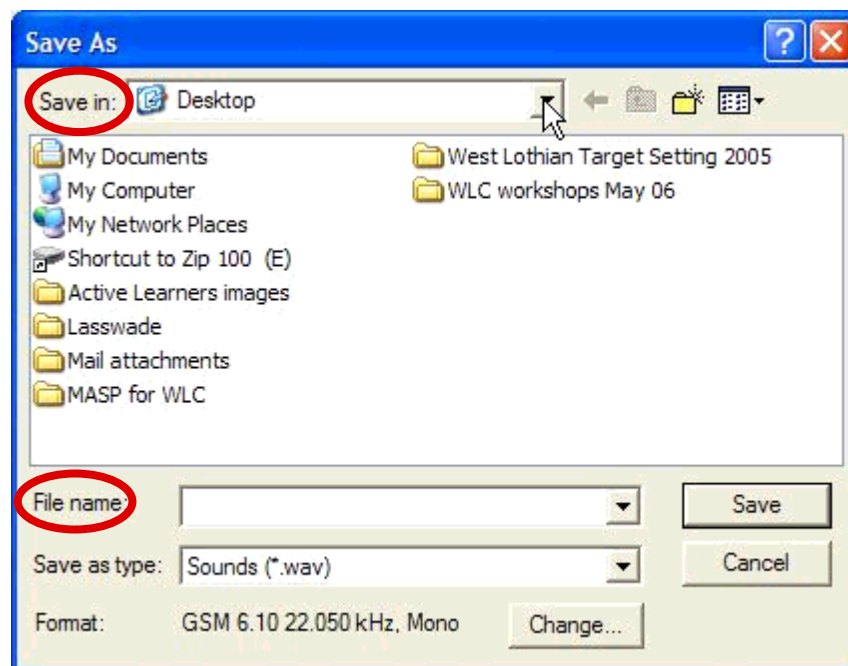 Save As
Save in: Desktop
My Documents
My Computer
My Network Places
Shortcut to Zip 100 (E)
Active Learners images
Lasswade
Mail attachments
MASP for WLC
West Lothian Target Setting 2005
WLC workshops May 06
File name:
Save
Save as type: Sounds (*.wav)
Cancel
Format: GSM 6.10 22.050 kHz, Mono
Change...